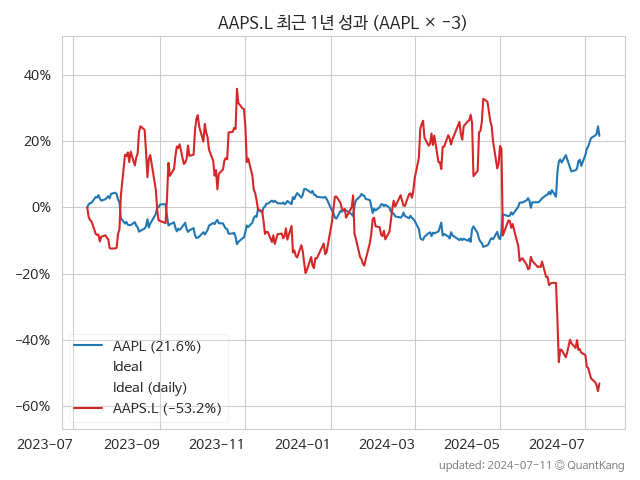 AAPS.L 최근 1년 성과 (AAPL × −3)
40%
20%
0%
−20%
−40%
−60%
AAPL (21.6%)
Ideal
Ideal (daily)
AAPS.L (−53.2%)
2023-07 2023-09 2023-11 2024-01 2024-03 2024-05 2024-07
updated: 2024-07-11 © QuantKang